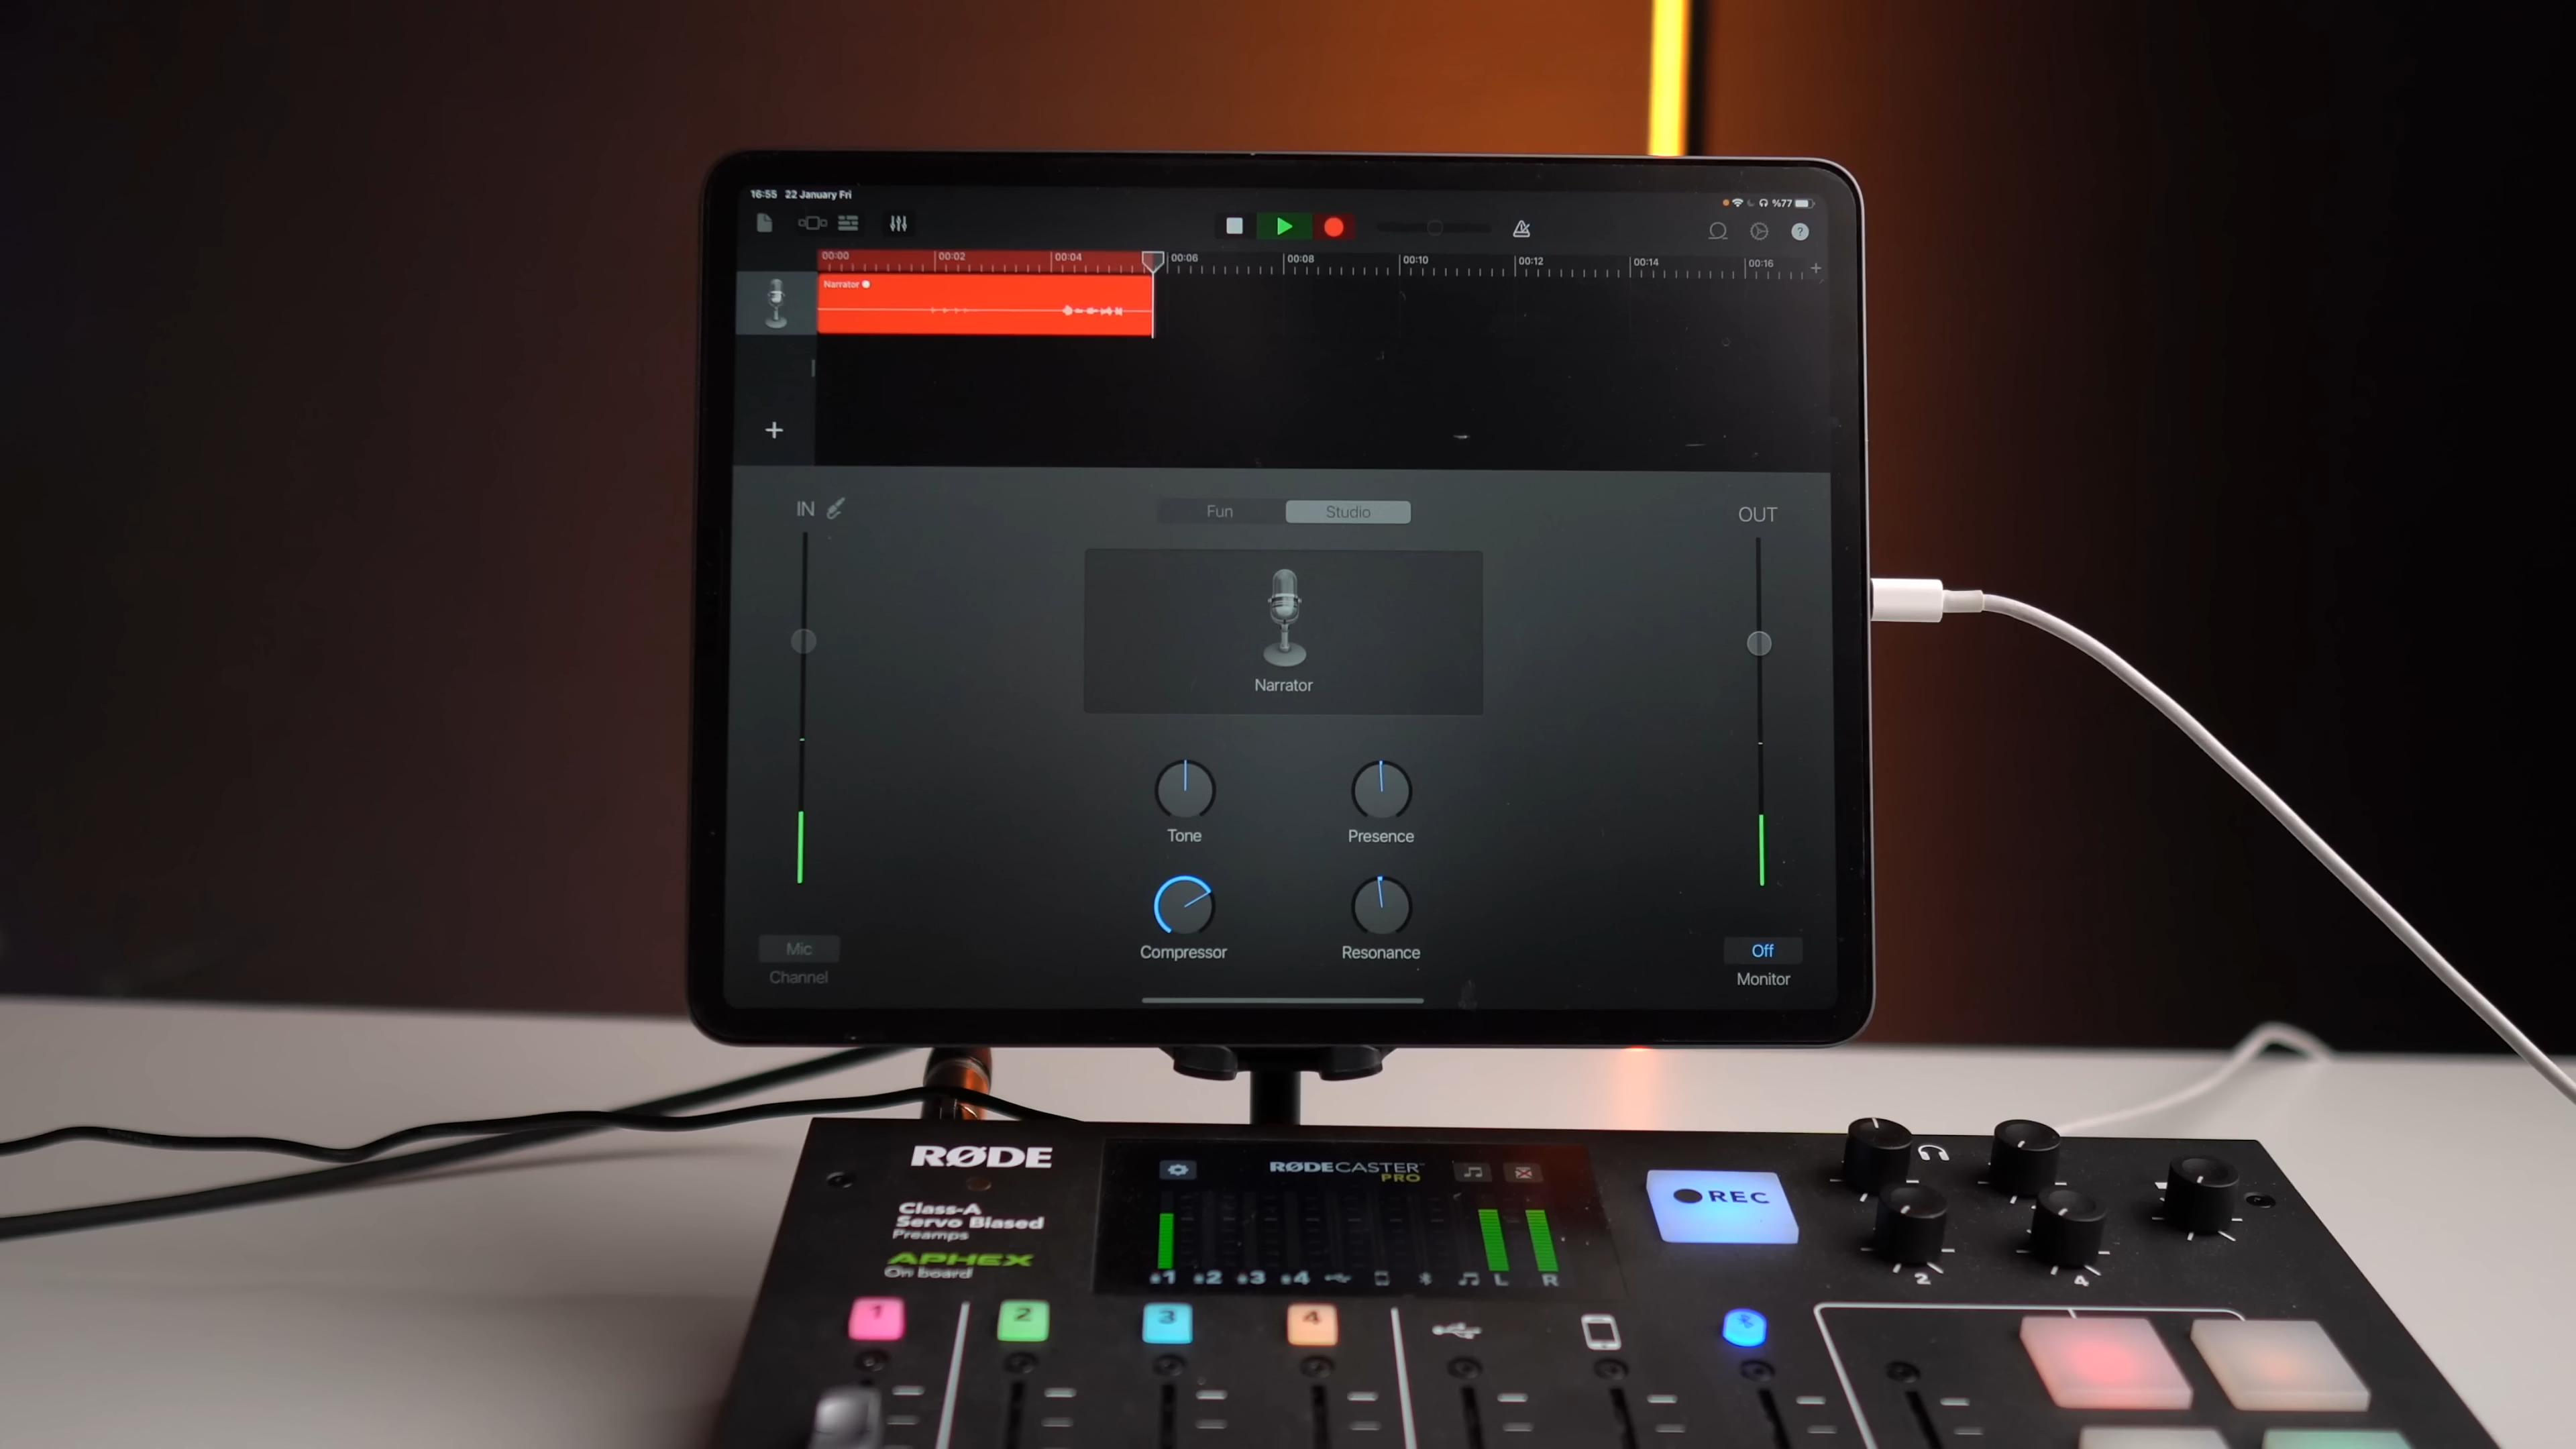 16:55 22 January Fri
%77
?
00:00 00:02 00:04 00:06 00:08 00:10 00:12 00:14 00:16 +
Narrator
+
IN
Fun Studio
OUT
Narrator
Tone Presence
Compressor Resonance
Mic
Channel
Off
Monitor
RØDE
RØDECASTER
PRO
REC
Class-A
Servo Biased
Preamps
APHEX
On board
1 2 3 4 L R
2 4
1 2 3 4